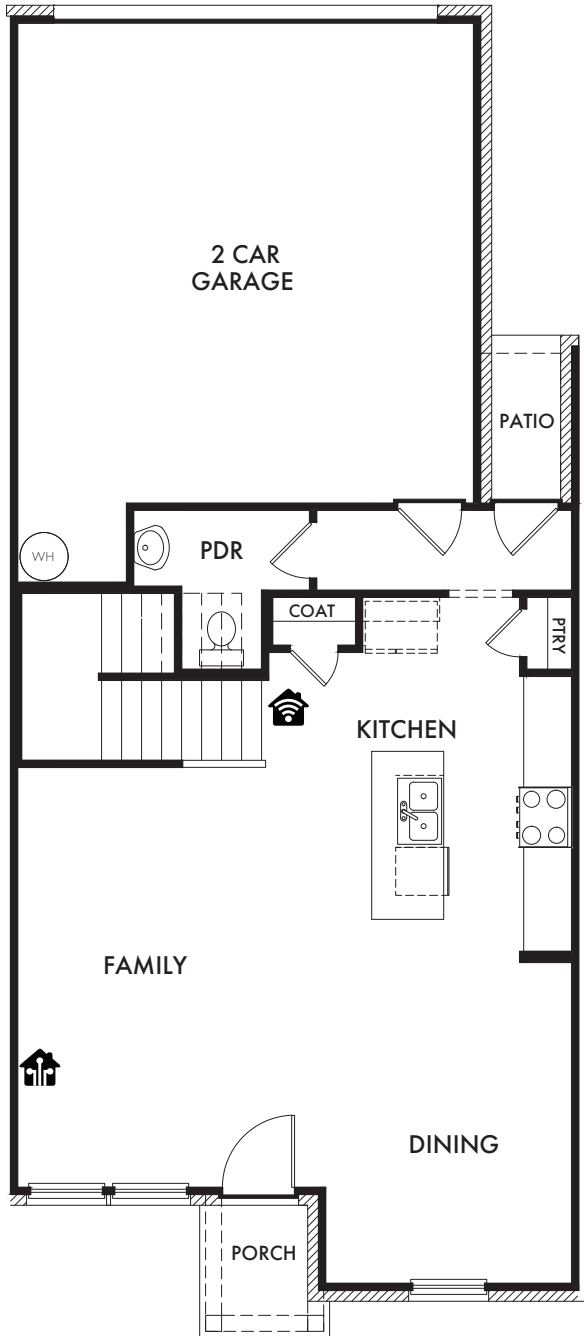 2 CAR
GARAGE
PATIO
WH
PDR
COAT
PTRY
KITCHEN
FAMILY
DINING
PORCH